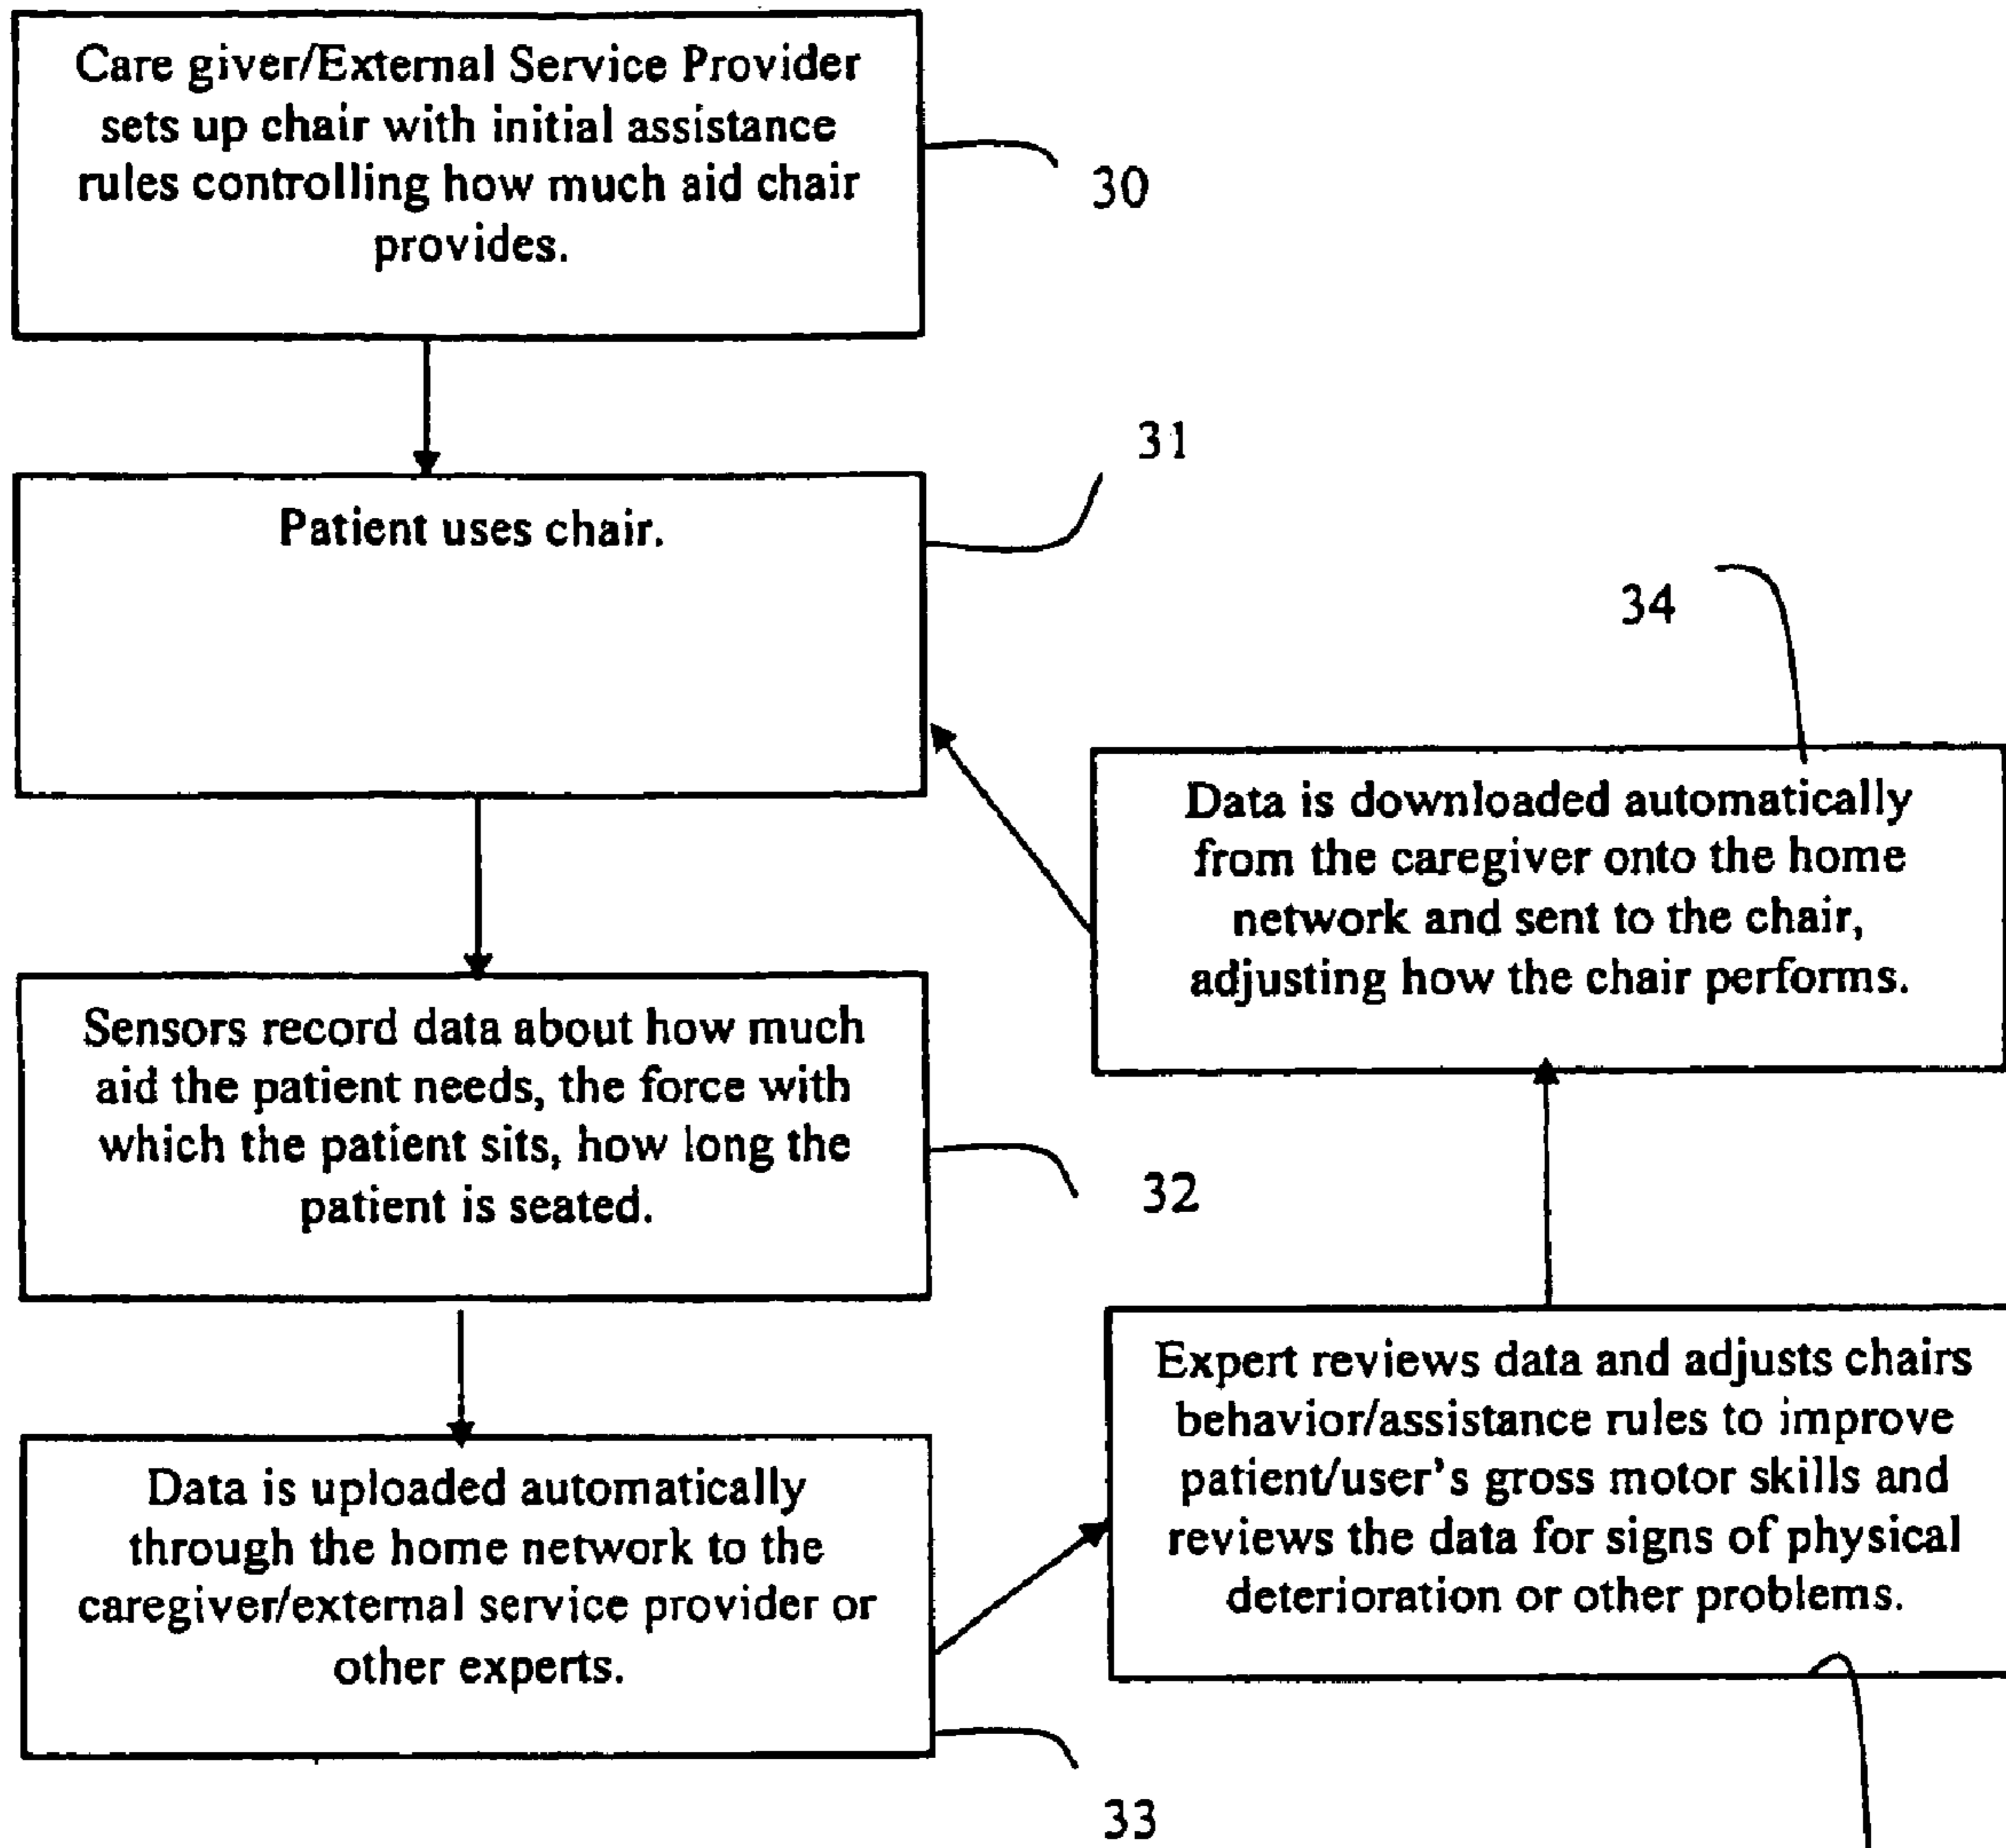 Care giver/External Service Provider
sets up chair with initial assistance
rules controlling how much aid chair
provides.
30
31
Patient uses chair.
34
Data is downloaded automatically
from the caregiver onto the home
network and sent to the chair,
adjusting how the chair performs.
Sensors record data about how much
aid the patient needs, the force with
which the patient sits, how long the
patient is seated.
32
Expert reviews data and adjusts chairs
behavior/assistance rules to improve
patient/user's gross motor skills and
reviews the data for signs of physical
deterioration or other problems.
Data is uploaded automatically
through the home network to the
caregiver/external service provider or
other experts.
33